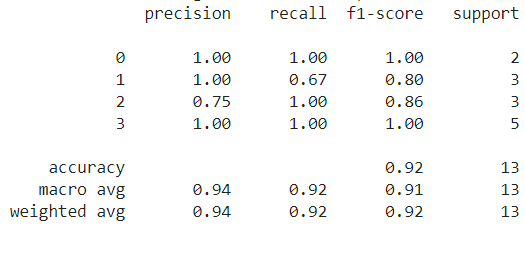 precision recall f1-score support
0 1.00 1.00 1.00 2
1 1.00 0.67 0.80 3
2 0.75 1.00 0.86 3
3 1.00 1.00 1.00 5
accuracy 0.92 13
macro avg 0.94 0.92 0.91 13
weighted avg 0.94 0.92 0.92 13